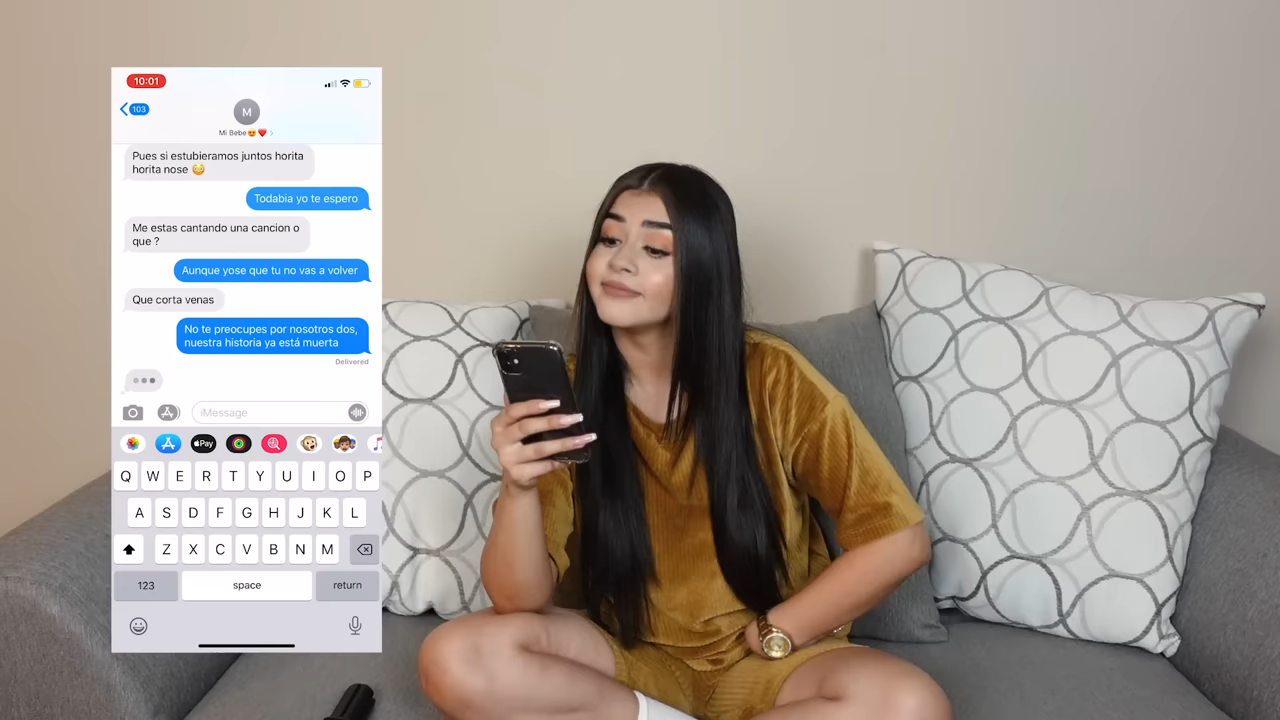 10:01
103
M
Mi Bebe😍❤️ >
Pues si estubieramos juntos horita
horita nose 😳
Todabia yo te espero
Me estas cantando una cancion o
que ?
Aunque yose que tu no vas a volver
Que corta venas
No te preocupes por nosotros dos,
nuestra historia ya está muerta
Delivered
iMessage
Pay
Q W E R T Y U I O P
A S D F G H J K L
Z X C V B N M
123 space return